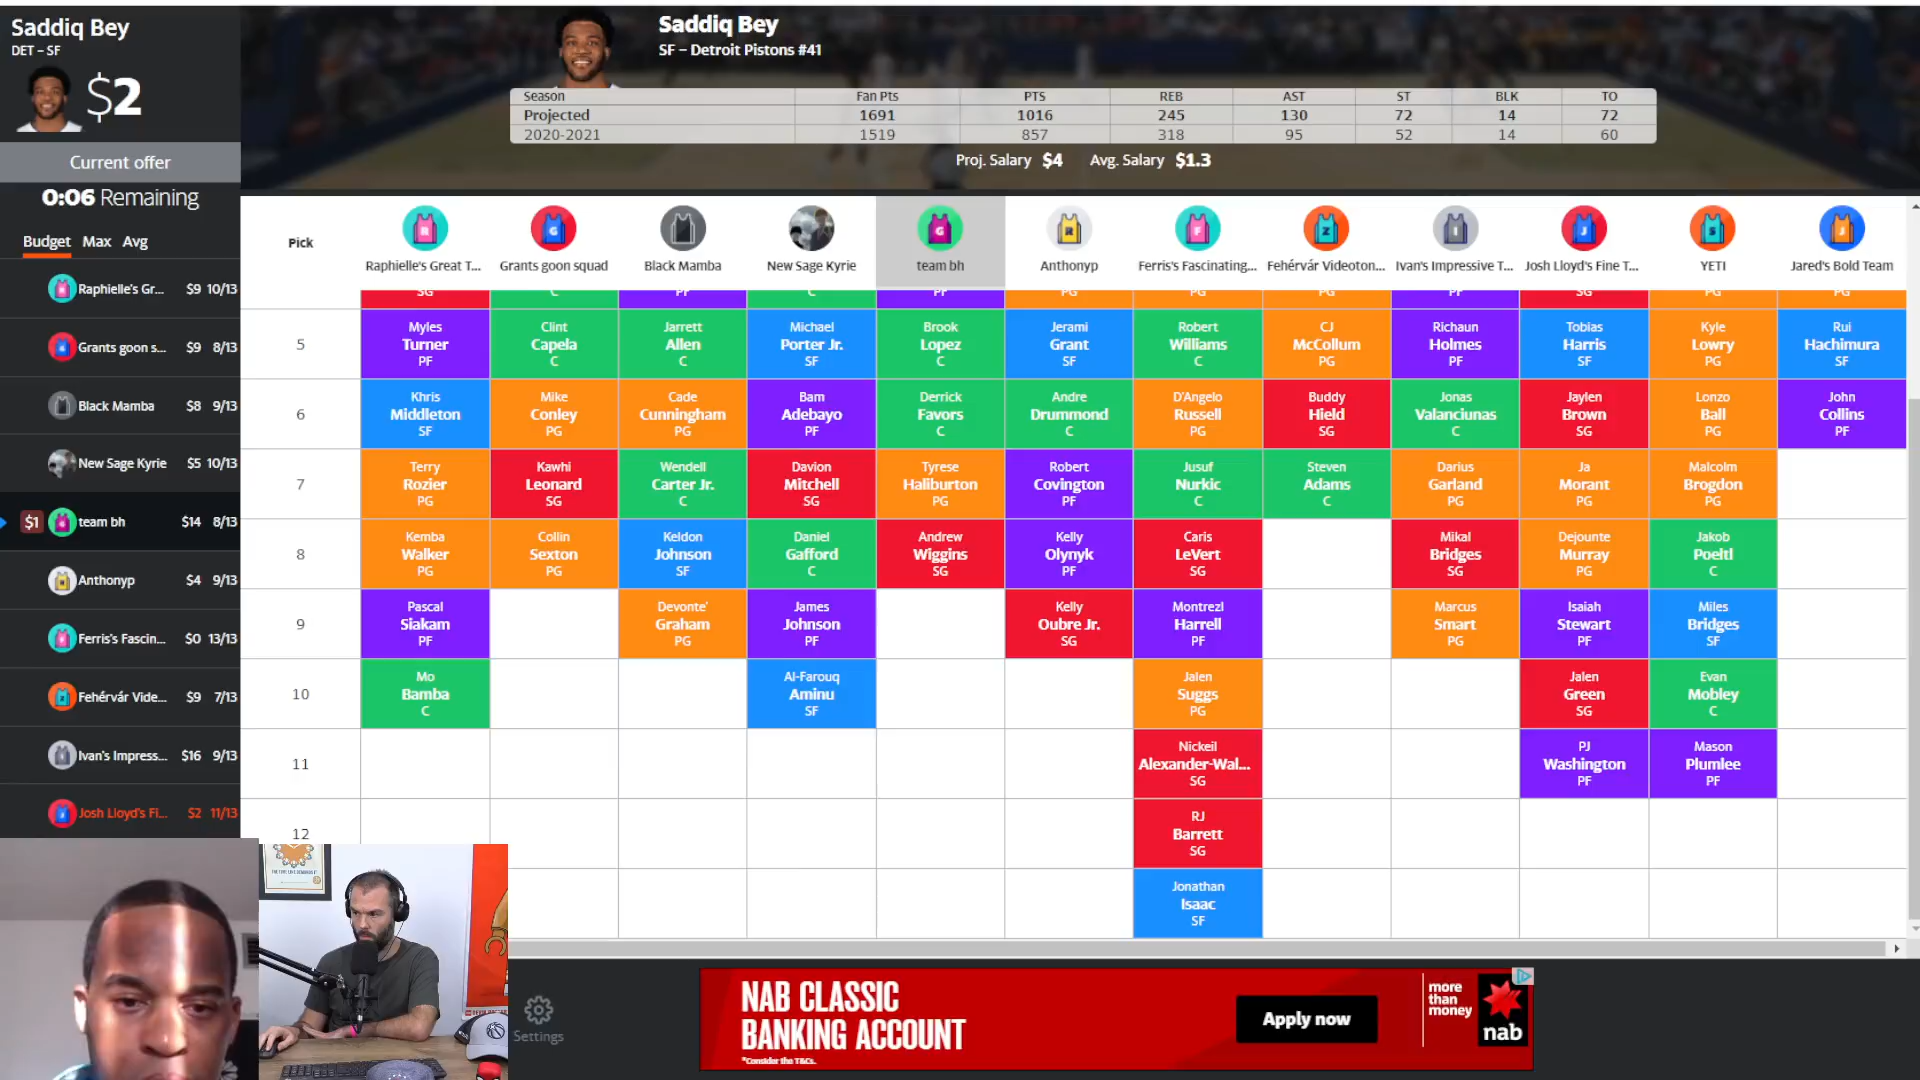 Saddiq Bey
DET – SF
$2
Current offer
0:06 Remaining
Budget Max Avg
Raphielle's Gr... $9 10/13
Grants goon s... $9 8/13
Black Mamba $8 9/13
New Sage Kyrie $5 10/13
$1 team bh $14 8/13
Anthonyp $4 9/13
Ferris's Fascin... $0 13/13
Fehérvár Vide... $9 7/13
Ivan's Impress... $16 9/13
Josh Lloyd's Fi... $2 11/13
Saddiq Bey
SF – Detroit Pistons #41
Season Fan Pts PTS REB AST ST BLK TO
Projected 1691 1016 245 130 72 14 72
2020-2021 1519 857 318 95 52 14 60
Proj. Salary $4 Avg. Salary $1.3
Pick Raphielle's Great T... Grants goon squad Black Mamba New Sage Kyrie team bh Anthonyp Ferris's Fascinating... Fehérvár Videoton... Ivan's Impressive T... Josh Lloyd's Fine T... YETI Jared's Bold Team
SG C PF C PF PG PG PG PF SG PG PG
Myles Clint Jarrett Michael Brook Jerami Robert CJ Richaun Tobias Kyle Rui
5 Turner Capela Allen Porter Jr. Lopez Grant Williams McCollum Holmes Harris Lowry Hachimura
PF C C SF C SF C PG PF SF PG SF
Khris Mike Cade Bam Derrick Andre D'Angelo Buddy Jonas Jaylen Lonzo John
6 Middleton Conley Cunningham Adebayo Favors Drummond Russell Hield Valanciunas Brown Ball Collins
SF PG PG PF C C PG SG C SG PG PF
Terry Kawhi Wendell Davion Tyrese Robert Jusuf Steven Darius Ja Malcolm
7 Rozier Leonard Carter Jr. Mitchell Haliburton Covington Nurkic Adams Garland Morant Brogdon
PG SG C SG PG PF C C PG PG PG
Kemba Collin Keldon Daniel Andrew Kelly Caris Mikal Dejounte Jakob
8 Walker Sexton Johnson Gafford Wiggins Olynyk LeVert Bridges Murray Poeltl
PG PG SF C SG PF SG SG PG C
Pascal Devonte' James Kelly Montrezl Marcus Isaiah Miles
9 Siakam Graham Johnson Oubre Jr. Harrell Smart Stewart Bridges
PF PG PF SG PF PG PF SF
Mo Al-Farouq Jalen Jalen Evan
10 Bamba Aminu Suggs Green Mobley
C SF PG SG C
Nickeil PJ Mason
11 Alexander-Wal... Washington Plumlee
SG PF PF
RJ
12 Barrett
SG
Jonathan
Isaac
SF
Settings
NAB CLASSIC
BANKING ACCOUNT
*Consider the T&Cs.
Apply now
more
than
money
nab